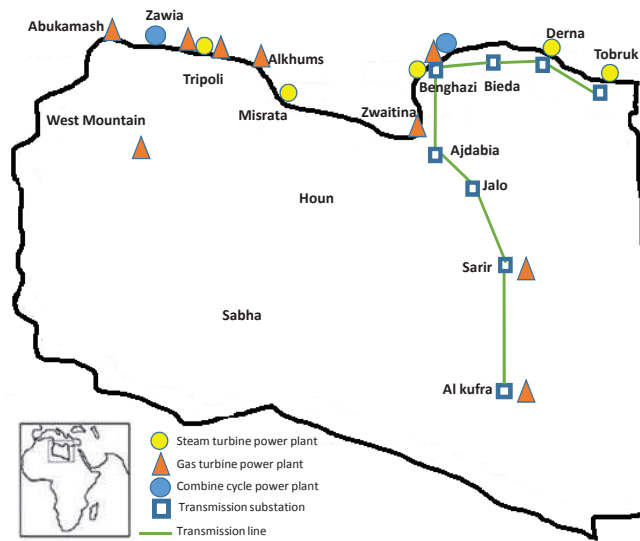 Zawia
Abukamash
Tripoli
Alkhums
Misrata
West Mountain
Zwaitina
Benghazi
Bieda
Derna
Tobruk
Ajdabia
Jalo
Houn
Sarir
Sabha
Al kufra
Steam turbine power plant
Gas turbine power plant
Combine cycle power plant
Transmission substation
Transmission line